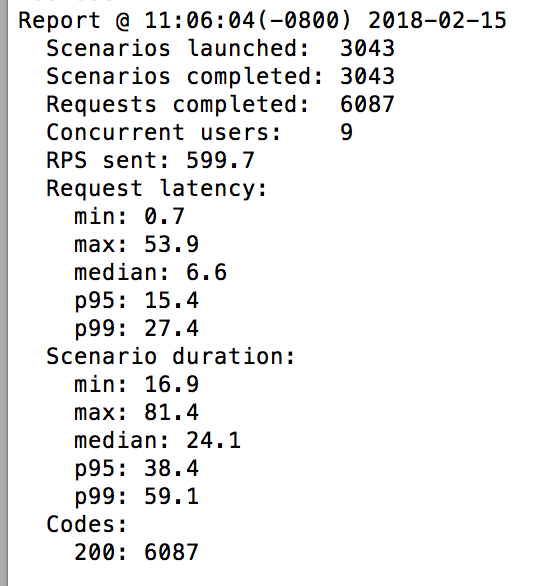 Report @ 11:06:04(-0800) 2018-02-15
Scenarios launched: 3043
Scenarios completed: 3043
Requests completed: 6087
Concurrent users: 9
RPS sent: 599.7
Request latency:
min: 0.7
max: 53.9
median: 6.6
p95: 15.4
p99: 27.4
Scenario duration:
min: 16.9
max: 81.4
median: 24.1
p95: 38.4
p99: 59.1
Codes:
200: 6087